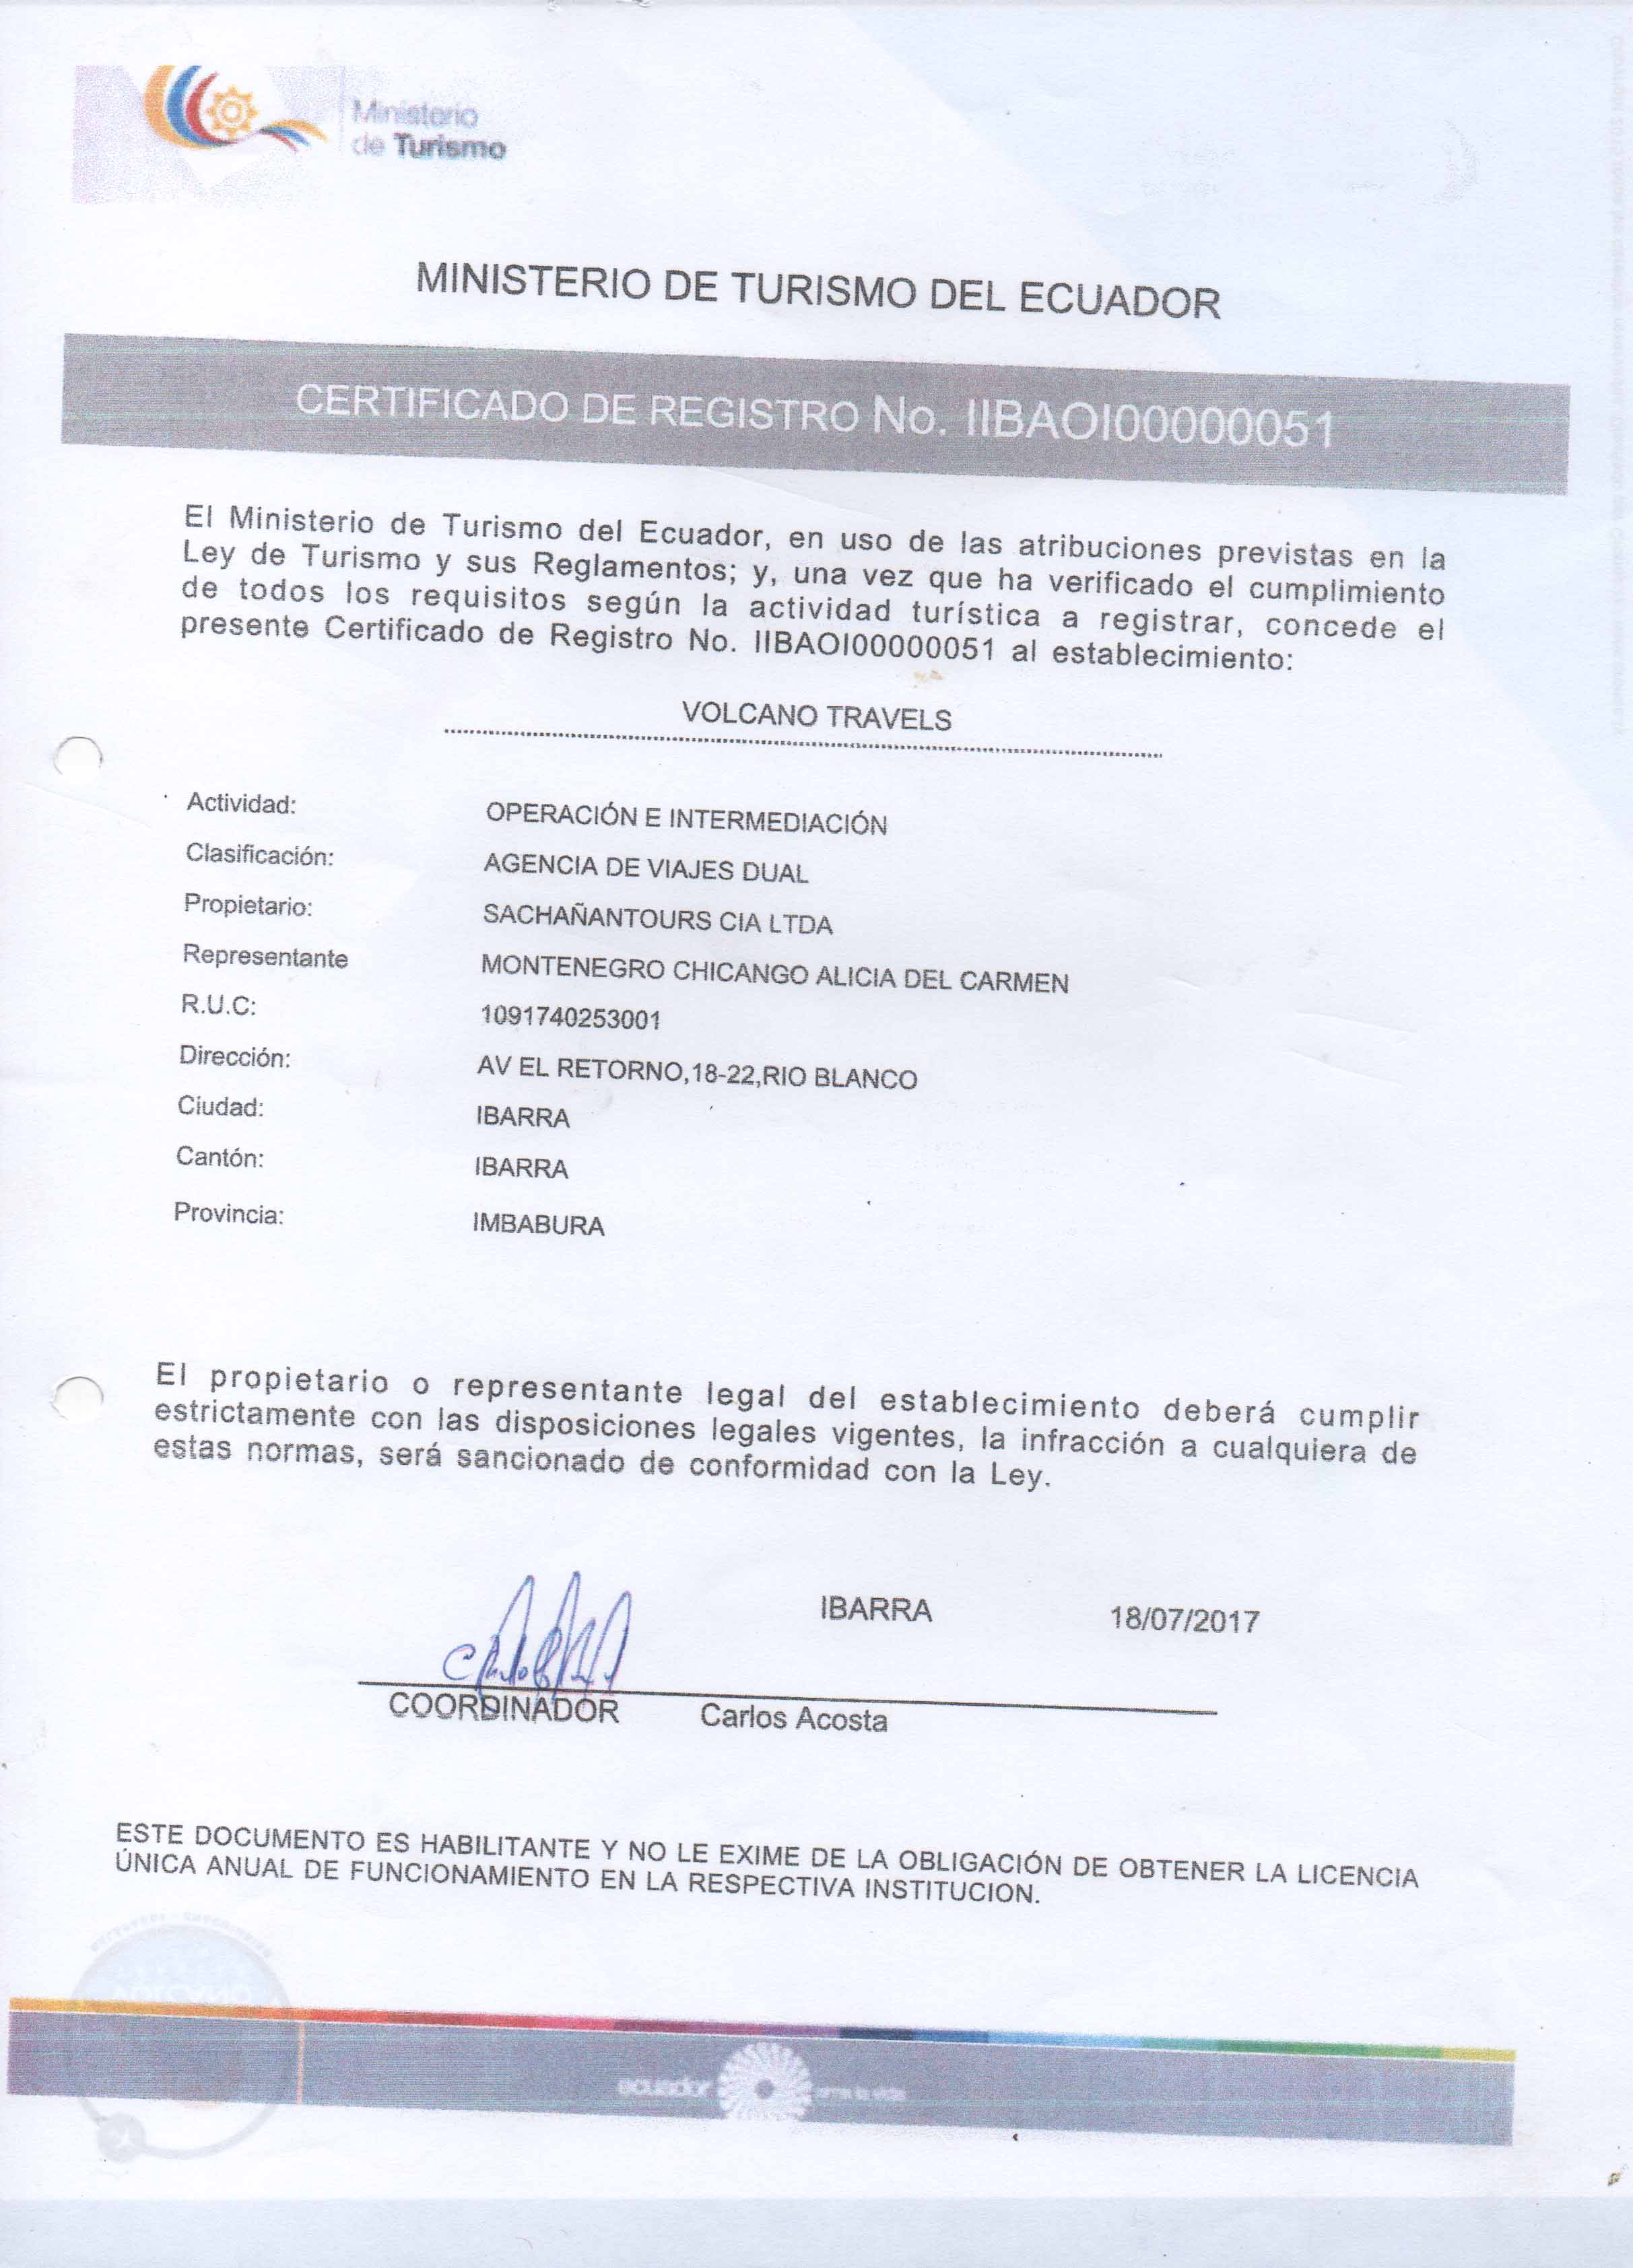 Ministerio
de Turismo
MINISTERIO DE TURISMO DEL ECUADOR
CERTIFICADO DE REGISTRO No. IIBAOI00000051
El Ministerio de Turismo del Ecuador, en uso de las atribuciones previstas en la
Ley de Turismo y sus Reglamentos; y, una vez que ha verificado el cumplimiento
de todos los requisitos según la actividad turística a registrar, concede el
presente Certificado de Registro No. IIBAOI00000051 al establecimiento:
VOLCANO TRAVELS
Actividad: OPERACIÓN E INTERMEDIACIÓN
Clasificación: AGENCIA DE VIAJES DUAL
Propietario: SACHAÑANTOURS CIA LTDA
Representante MONTENEGRO CHICANGO ALICIA DEL CARMEN
R.U.C: 1091740253001
Dirección: AV EL RETORNO,18-22,RIO BLANCO
Ciudad: IBARRA
Cantón: IBARRA
Provincia: IMBABURA
El propietario o representante legal del establecimiento deberá cumplir
estrictamente con las disposiciones legales vigentes, la infracción a cualquiera de
estas normas, será sancionado de conformidad con la Ley.
IBARRA 18/07/2017
COORDINADOR Carlos Acosta
ESTE DOCUMENTO ES HABILITANTE Y NO LE EXIME DE LA OBLIGACIÓN DE OBTENER LA LICENCIA
ÚNICA ANUAL DE FUNCIONAMIENTO EN LA RESPECTIVA INSTITUCION.
ecuador ama la vida